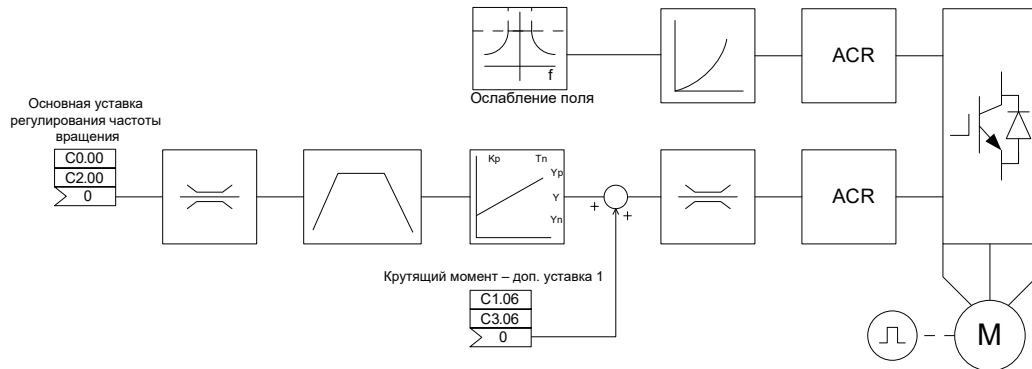 f
Ослабление поля
ACR
Основная уставка
регулирования частоты
вращения
C0.00
C2.00
0
Kp Tn
Yp
Y
Yn
+
+
ACR
Крутящий момент – доп. уставка 1
C1.06
C3.06
0
M